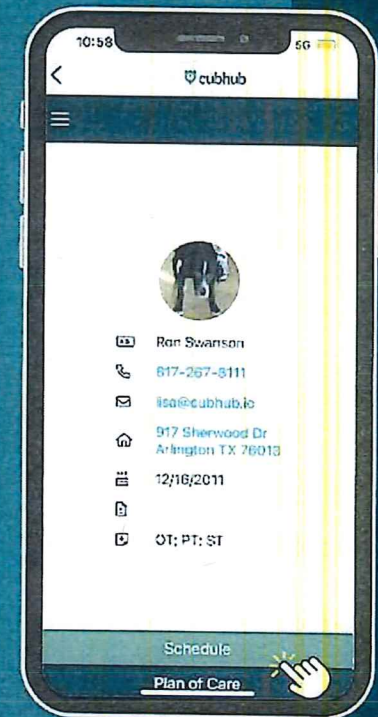 10:58
5G
cubhub
Ron Swanson
617-267-8111
lisa@cubhub.io
917 Sherwood Dr
Arlington TX 76013
12/16/2011
OT; PT; ST
Schedule
Plan of Care